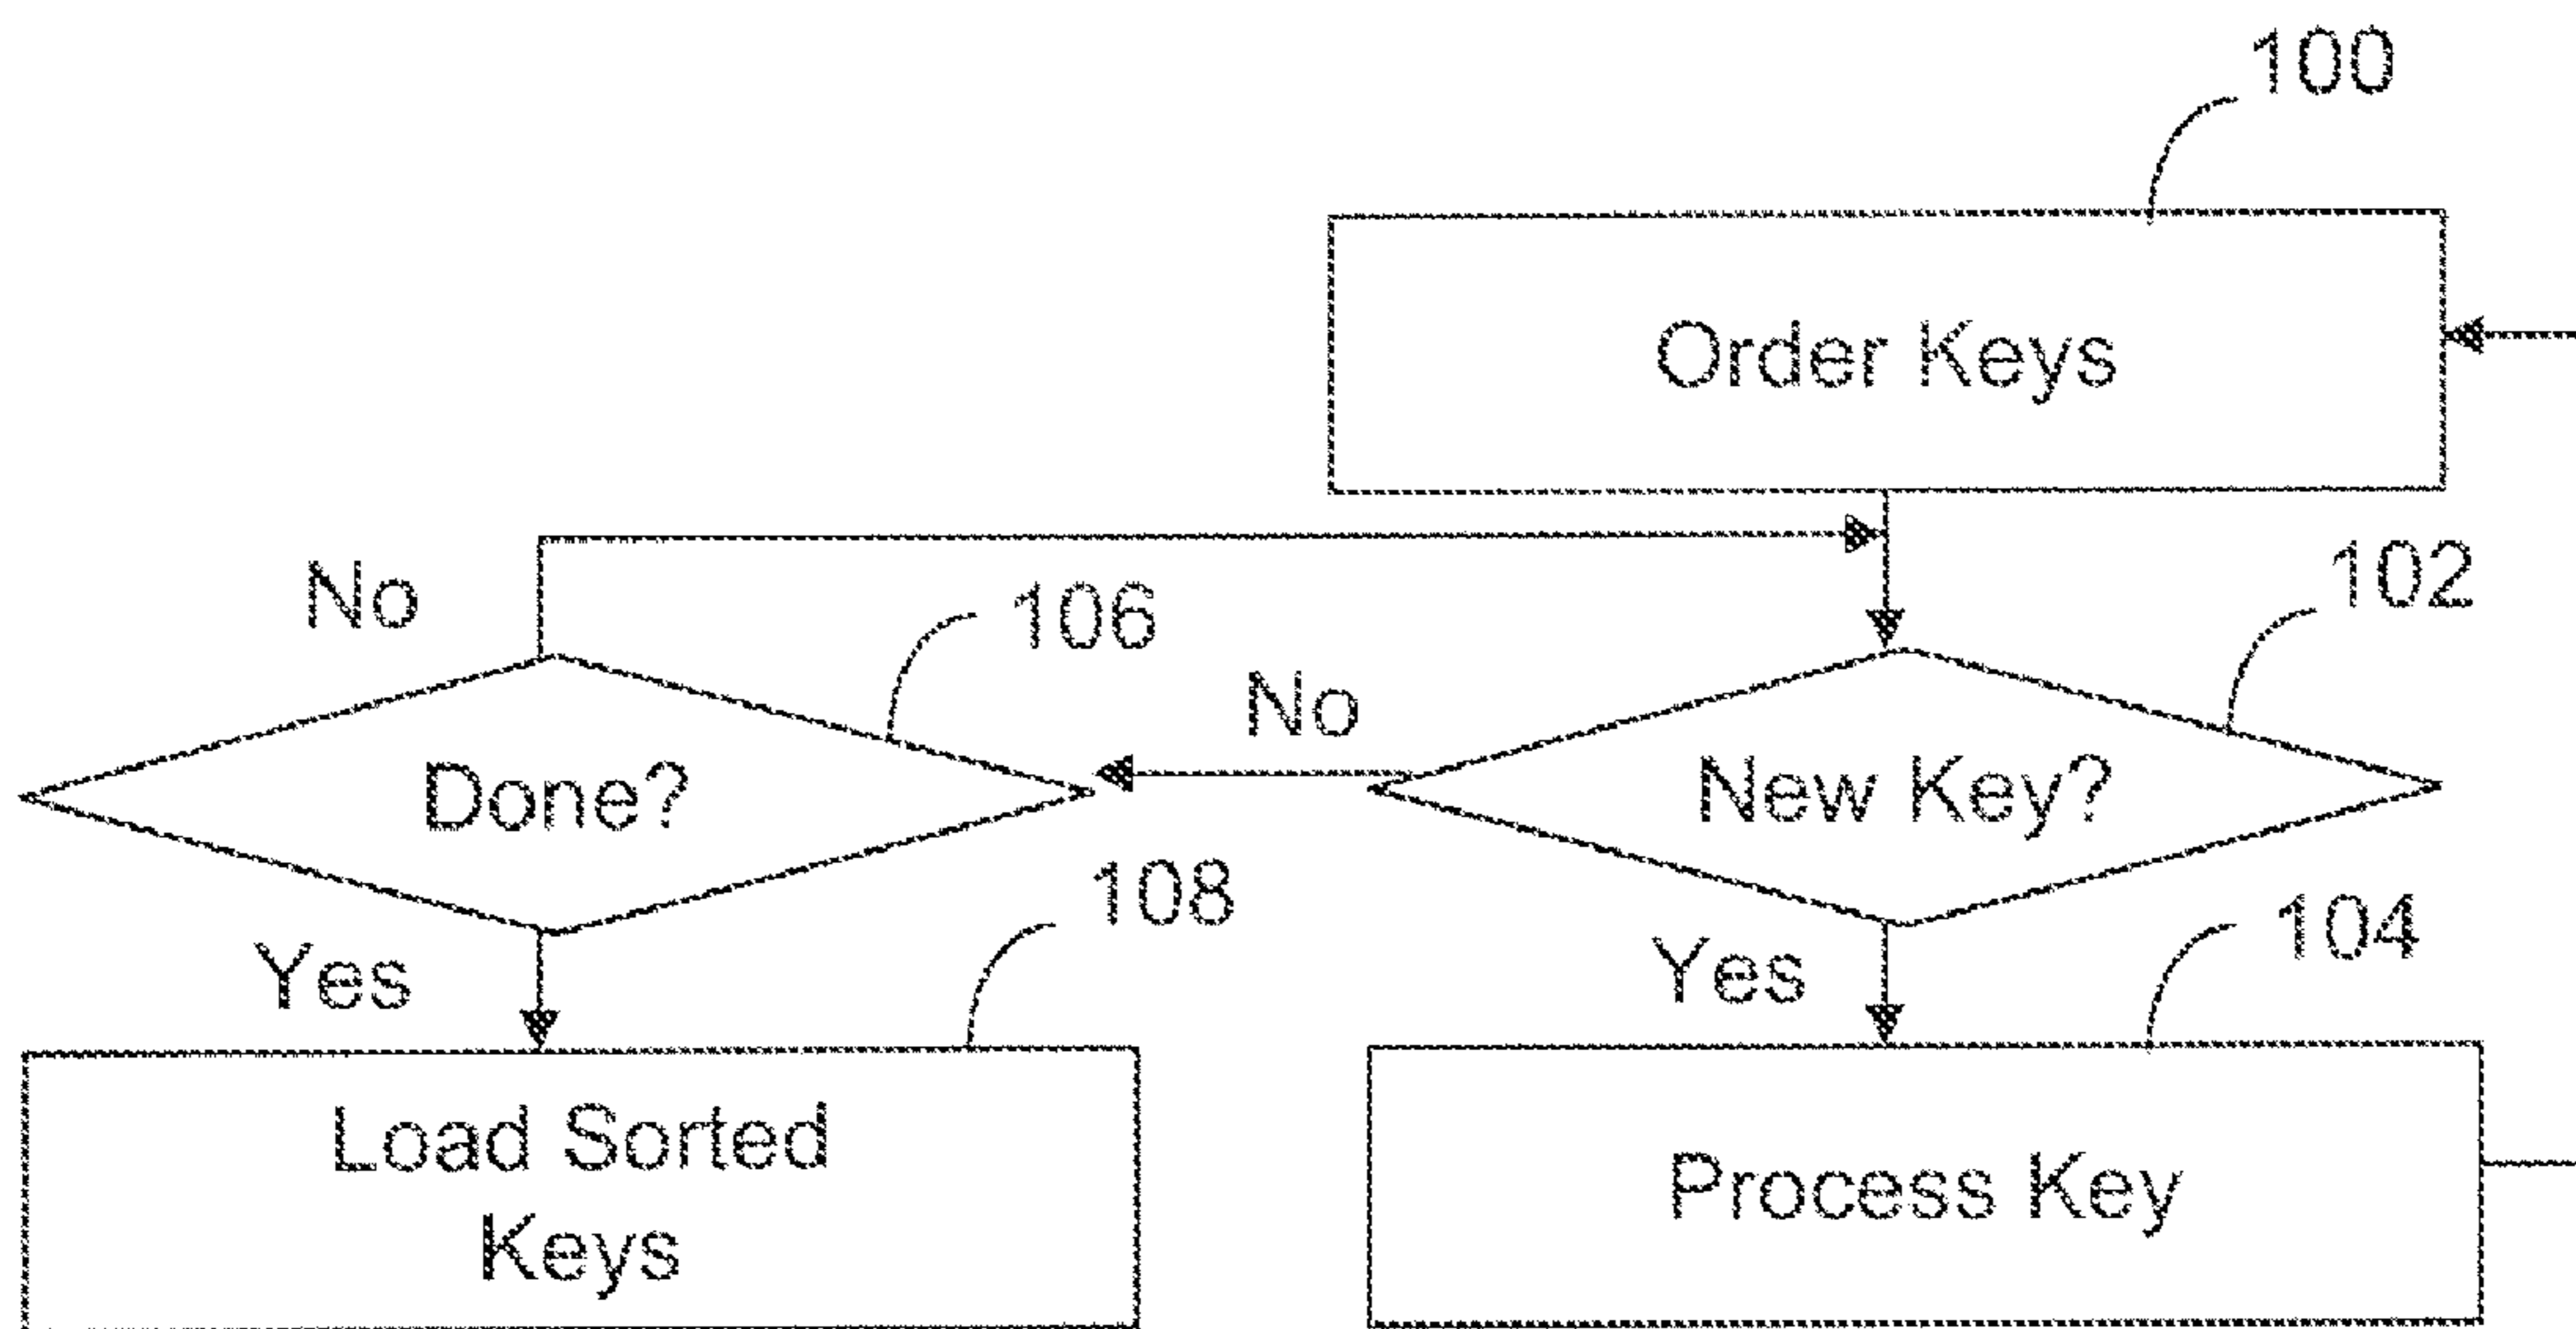 100
Order Keys
No
106
102
No
Done?
New Key?
108
104
Yes
Yes
Load Sorted
Keys
Process Key